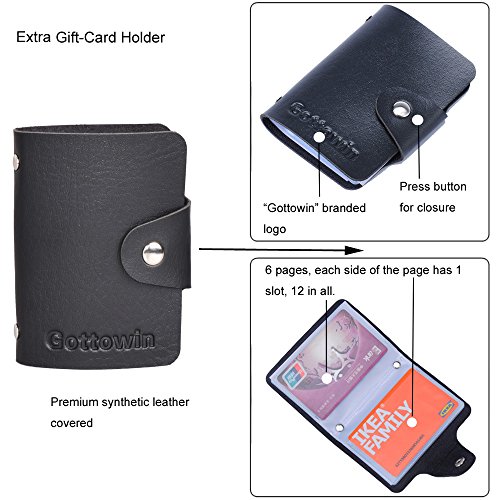 Extra Gift-Card Holder
Gottowin
Premium synthetic leather
covered
Gottowin
Press button
for closure
"Gottowin" branded
logo
6 pages, each side of the page has 1
slot, 12 in all.
IKEA
FAMILY